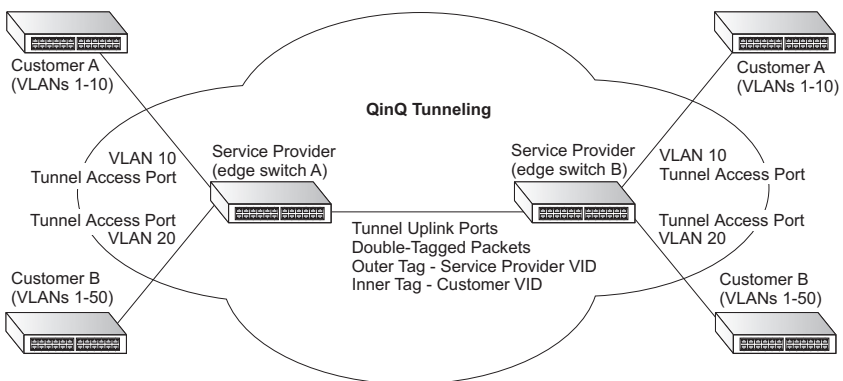 Customer A
(VLANs 1-10)
Customer A
(VLANs 1-10)
QinQ Tunneling
VLAN 10
Tunnel Access Port
Service Provider
(edge switch A)
Service Provider
(edge switch B)
VLAN 10
Tunnel Access Port
Tunnel Access Port
VLAN 20
Tunnel Uplink Ports
Double-Tagged Packets
Outer Tag - Service Provider VID
Inner Tag - Customer VID
Tunnel Access Port
VLAN 20
Customer B
(VLANs 1-50)
Customer B
(VLANs 1-50)